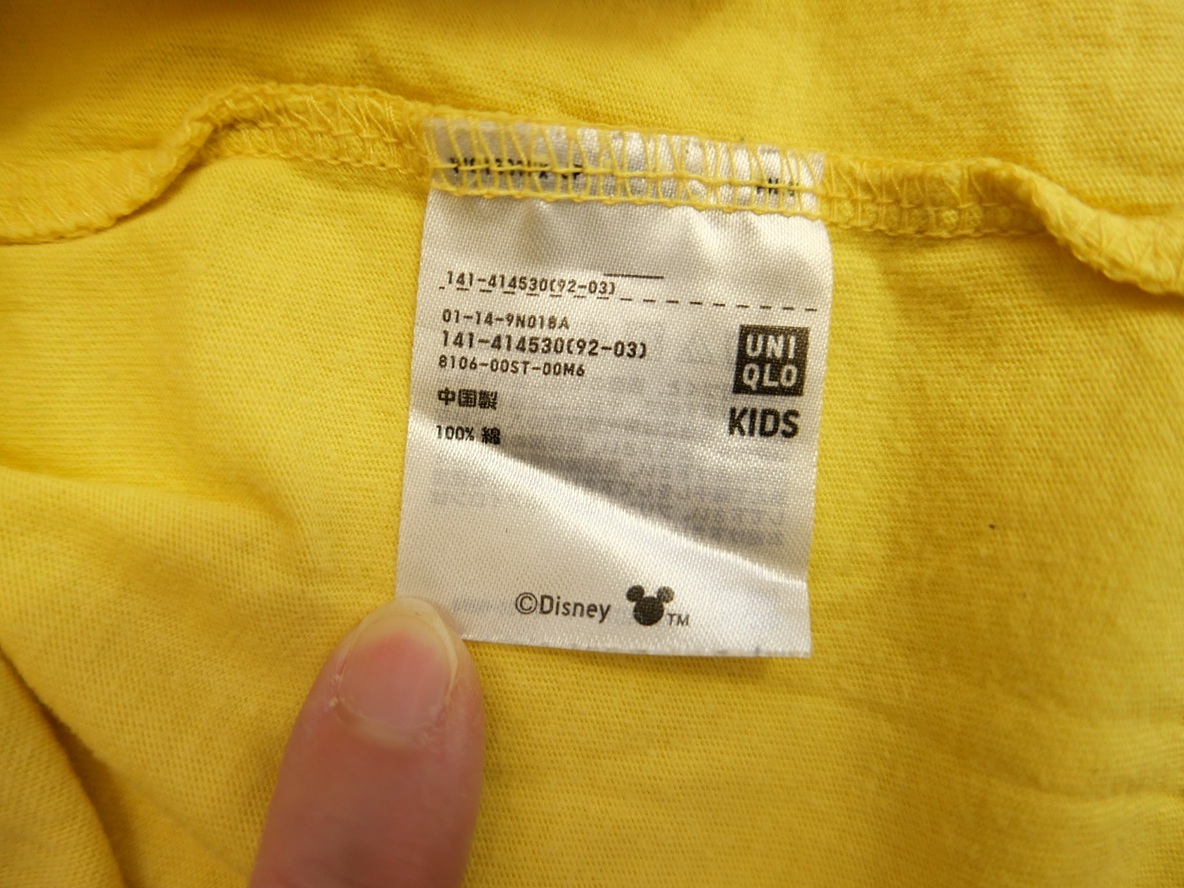 141-414530(92-03)
01-14-9N01BA
141-414530(92-03)
8106-00ST-00M6
中国製
100% 綿
UNI
QLO
KIDS
©Disney TM